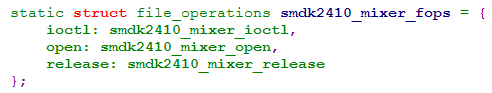 static struct file_operations smdk2410_mixer_fops = {
    ioctl: smdk2410_mixer_ioctl,
    open: smdk2410_mixer_open,
    release: smdk2410_mixer_release
};